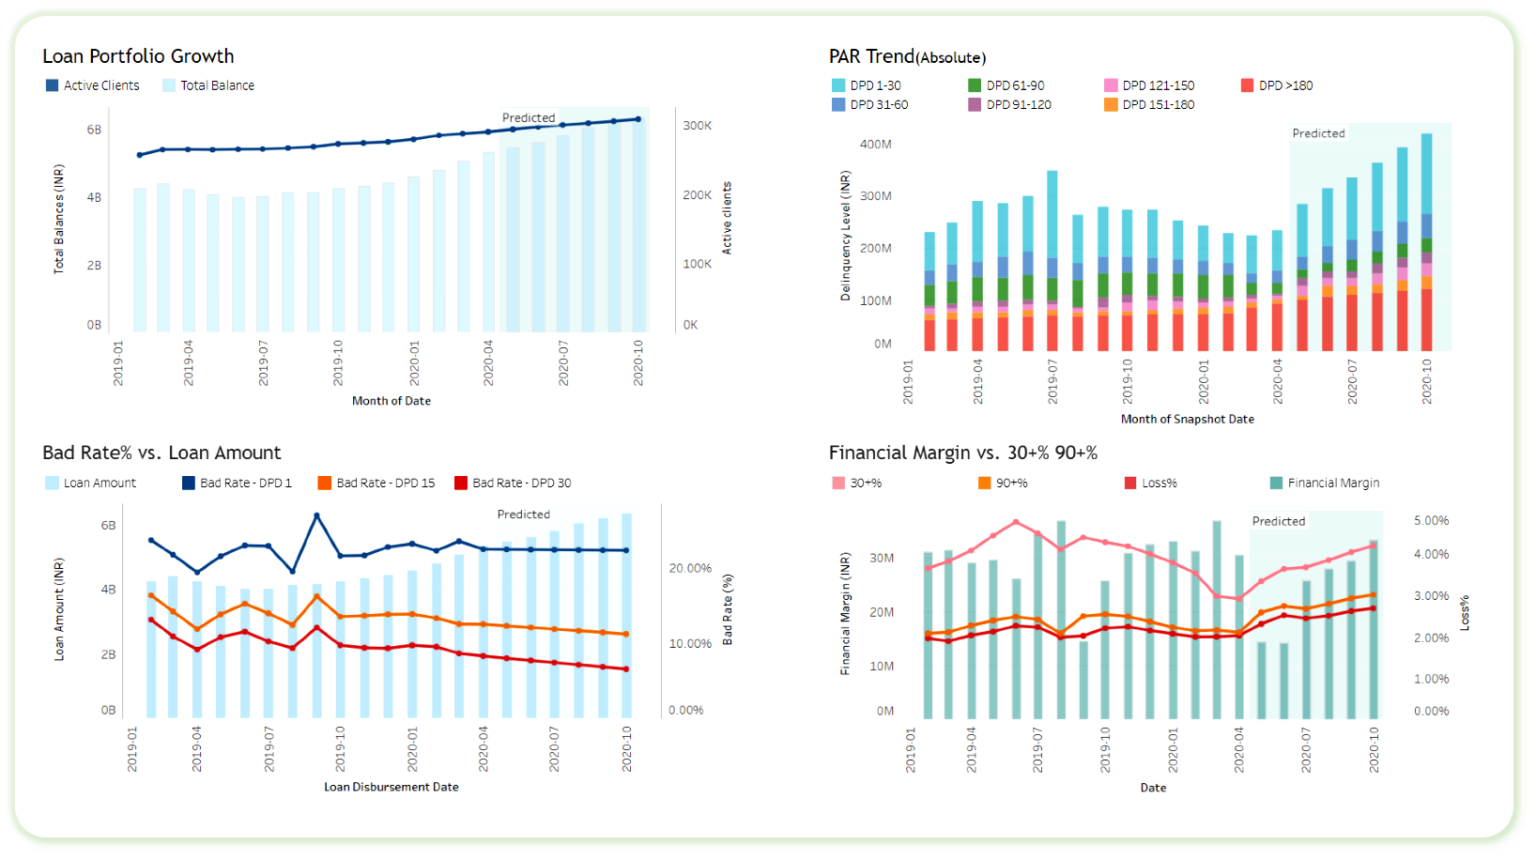 Loan Portfolio Growth
Active Clients
Total Balance
Predicted
6B
4B
2B
0B
Total Balances (INR)
300K
200K
100K
0K
Active clients
2019-01
2019-04
2019-07
2019-10
2020-01
2020-04
2020-07
2020-10
Month of Date
PAR Trend(Absolute)
DPD 1-30
DPD 61-90
DPD 121-150
DPD >180
DPD 31-60
DPD 91-120
DPD 151-180
Predicted
400M
300M
200M
100M
0M
Delinquency Level (INR)
2019-01
2019-04
2019-07
2019-10
2020-01
2020-04
2020-07
2020-10
Month of Snapshot Date
Bad Rate% vs. Loan Amount
Loan Amount
Bad Rate - DPD 1
Bad Rate - DPD 15
Bad Rate - DPD 30
Predicted
6B
4B
2B
0B
Loan Amount (INR)
20.00%
10.00%
0.00%
Bad Rate (%)
2019-01
2019-04
2019-07
2019-10
2020-01
2020-04
2020-07
2020-10
Loan Disbursement Date
Financial Margin vs. 30+% 90+%
30+%
90+%
Loss%
Financial Margin
Predicted
30M
20M
10M
0M
Financial Margin (INR)
5.00%
4.00%
3.00%
2.00%
1.00%
0.00%
Loss%
2019-01
2019-04
2019-07
2019-10
2020-01
2020-04
2020-07
2020-10
Date